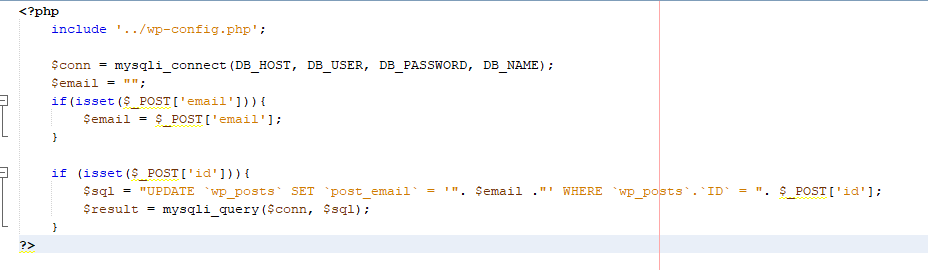 <?php
include '../wp-config.php';
$conn = mysqli_connect(DB_HOST, DB_USER, DB_PASSWORD, DB_NAME);
$email = "";
if(isset($_POST['email'])){
$email = $_POST['email'];
}
if (isset($_POST['id'])){
$sql = "UPDATE `wp_posts` SET `post_email` = '". $email ."' WHERE `wp_posts`.`ID` = ". $_POST['id'];
$result = mysqli_query($conn, $sql);
}
?>